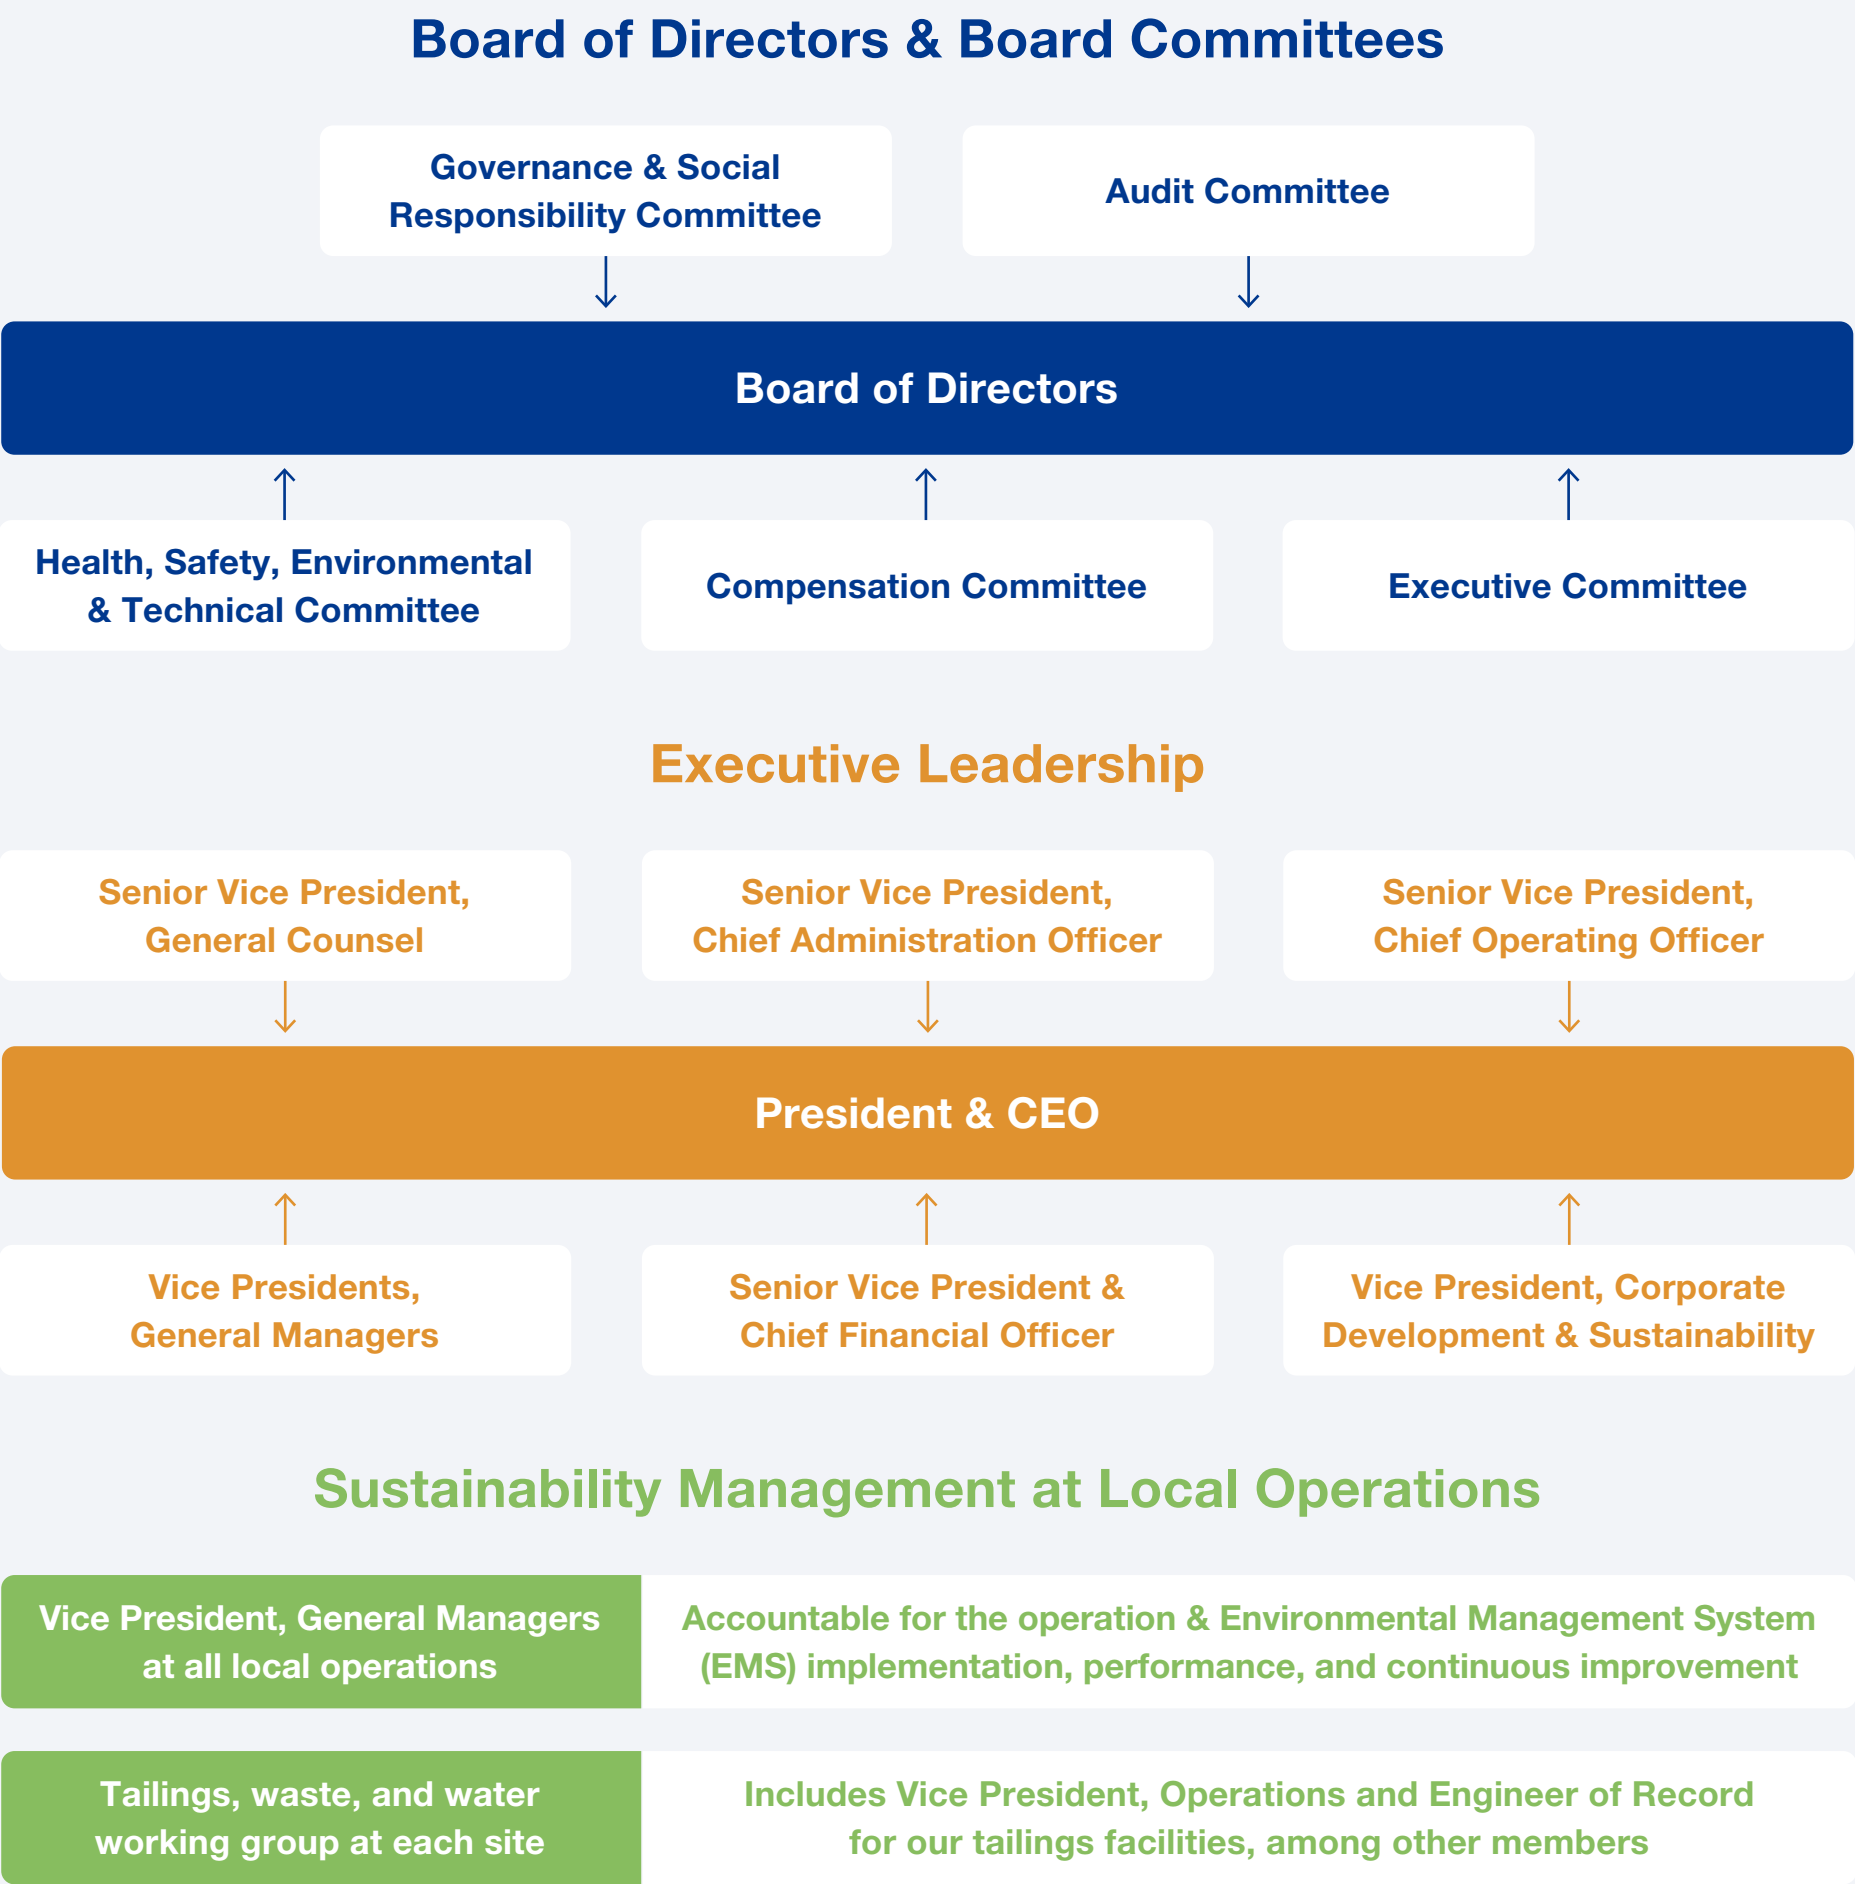 Board of Directors & Board Committees
Governance & Social
Responsibility Committee
Audit Committee
Board of Directors
Health, Safety, Environmental
& Technical Committee
Compensation Committee
Executive Committee
Executive Leadership
Senior Vice President,
General Counsel
Senior Vice President,
Chief Administration Officer
Senior Vice President,
Chief Operating Officer
President & CEO
Vice Presidents,
General Managers
Senior Vice President &
Chief Financial Officer
Vice President, Corporate
Development & Sustainability
Sustainability Management at Local Operations
Vice President, General Managers
at all local operations
Accountable for the operation & Environmental Management System
(EMS) implementation, performance, and continuous improvement
Tailings, waste, and water
working group at each site
Includes Vice President, Operations and Engineer of Record
for our tailings facilities, among other members